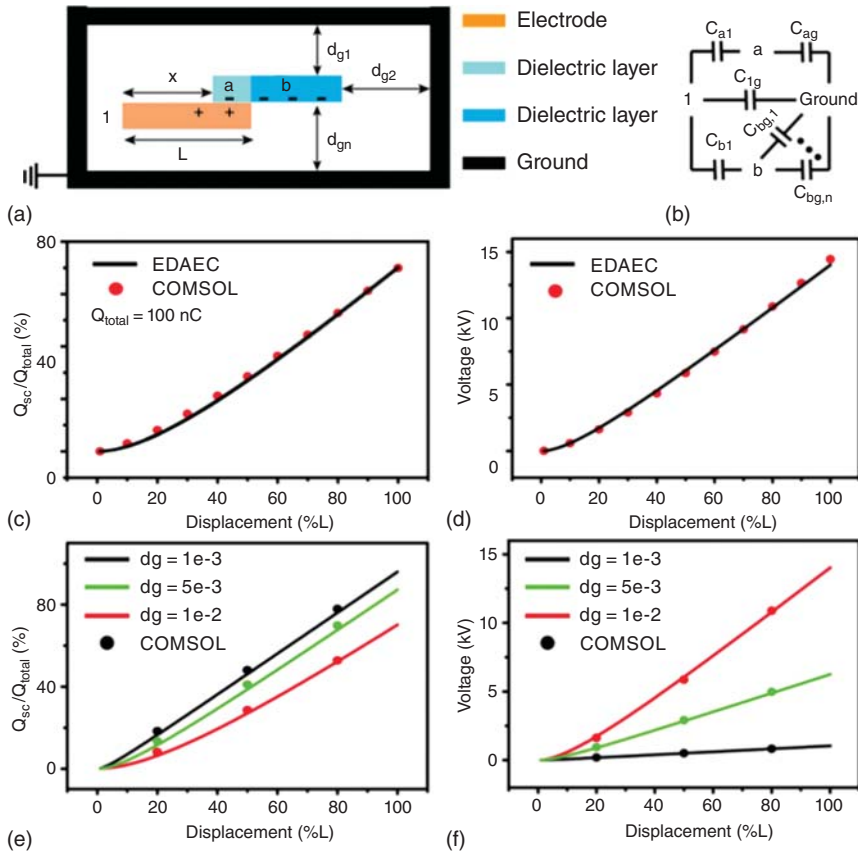 x
a
b
1
+ +
L
d_g1
d_g2
d_gn
(a)
Electrode
Dielectric layer
Dielectric layer
Ground
C_a1
a
C_ag
C_1g
1
Ground
C_bg,1
C_b1
b
C_bg,n
(b)
80
40
0
Q_sc/Q_total (%)
EDAEC
COMSOL
Q_total = 100 nC
0 20 40 60 80 100
Displacement (%L)
(c)
15
10
5
0
Voltage (kV)
EDAEC
COMSOL
0 20 40 60 80 100
Displacement (%L)
(d)
80
40
0
Q_sc/Q_total (%)
dg = 1e-3
dg = 5e-3
dg = 1e-2
COMSOL
0 20 40 60 80 100
Displacement (%L)
(e)
15
10
5
0
Voltage (kV)
dg = 1e-3
dg = 5e-3
dg = 1e-2
COMSOL
0 20 40 60 80 100
Displacement (%L)
(f)